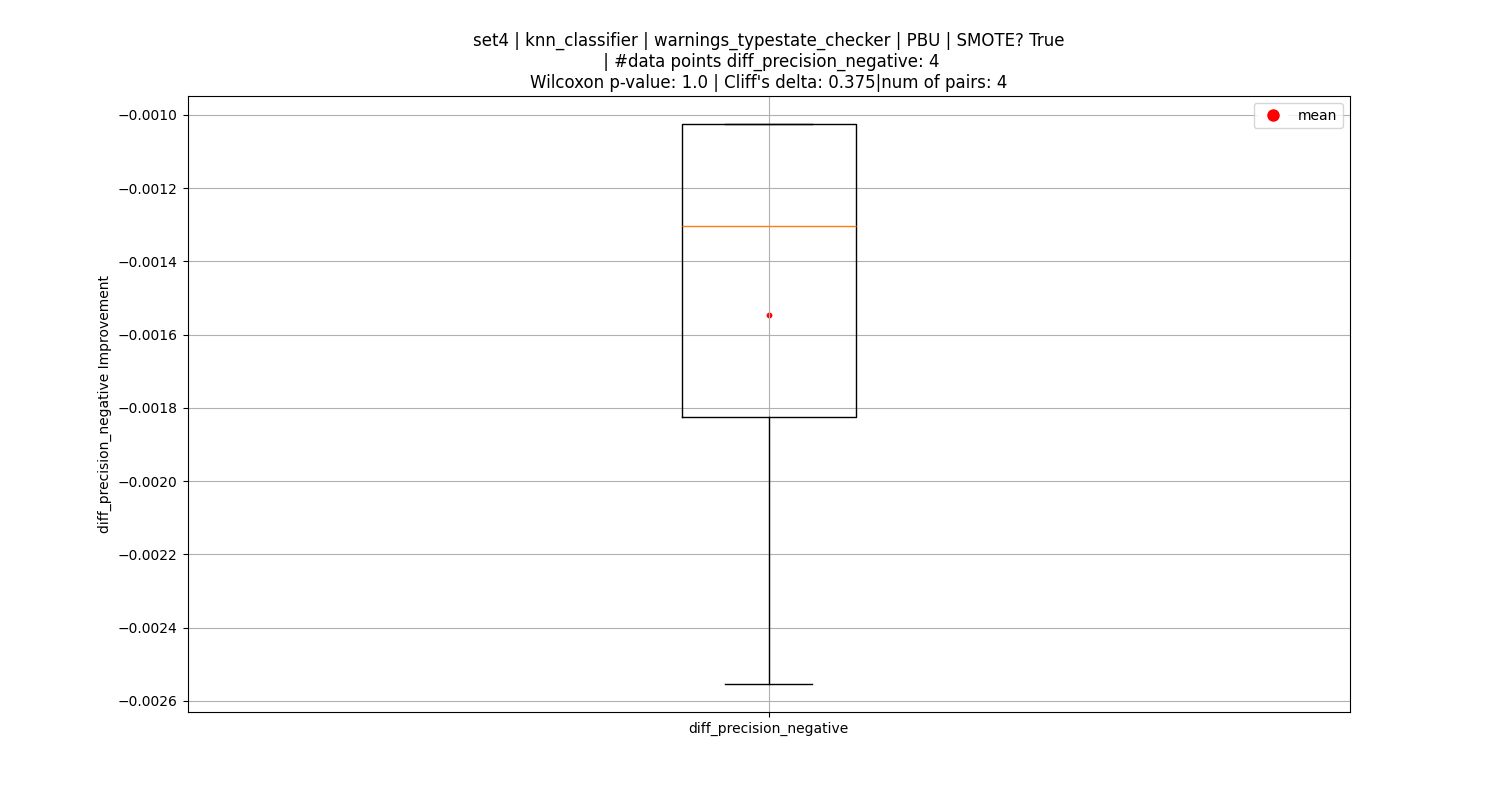 set4 | knn_classifier | warnings_typestate_checker | PBU | SMOTE? True
| #data points diff_precision_negative: 4
Wilcoxon p-value: 1.0 | Cliff's delta: 0.375|num of pairs: 4
mean
−0.0010
−0.0012
−0.0014
−0.0016
−0.0018
−0.0020
−0.0022
−0.0024
−0.0026
diff_precision_negative Improvement
diff_precision_negative